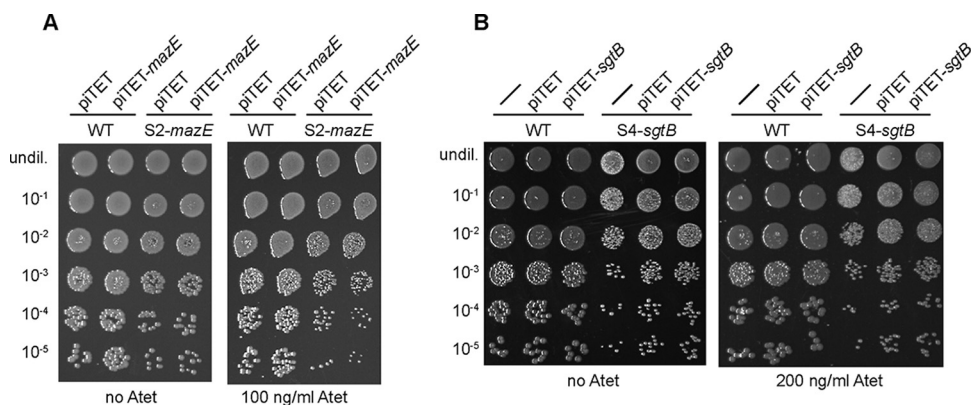 A
piTET
piTET-mazE
piTET
piTET-mazE
piTET
piTET-mazE
piTET
piTET-mazE
WT
S2-mazE
WT
S2-mazE
undil.
10-1
10-2
10-3
10-4
10-5
no Atet
100 ng/ml Atet
B
piTET
piTET-sgtB
piTET
piTET-sgtB
piTET
piTET-sgtB
piTET
piTET-sgtB
WT
S4-sgtB
WT
S4-sgtB
undil.
10-1
10-2
10-3
10-4
10-5
no Atet
200 ng/ml Atet